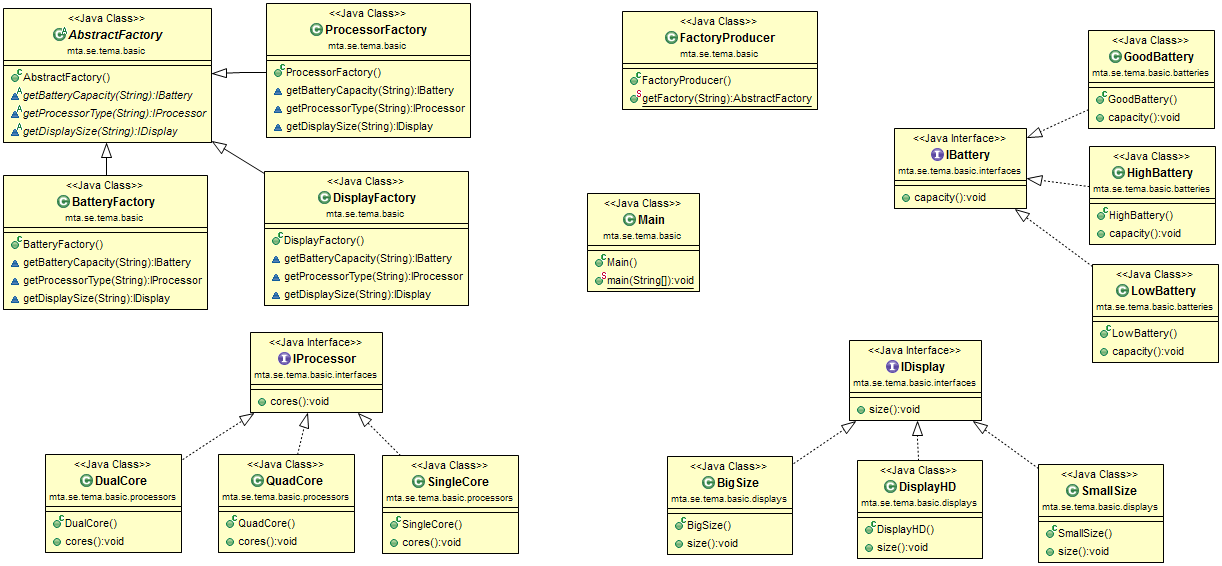 <<Java Class>>
AbstractFactory
mta.se.tema.basic
AbstractFactory()
getBatteryCapacity(String):IBattery
getProcessorType(String):IProcessor
getDisplaySize(String):IDisplay
<<Java Class>>
ProcessorFactory
mta.se.tema.basic
ProcessorFactory()
getBatteryCapacity(String):IBattery
getProcessorType(String):IProcessor
getDisplaySize(String):IDisplay
<<Java Class>>
FactoryProducer
mta.se.tema.basic
FactoryProducer()
getFactory(String):AbstractFactory
<<Java Class>>
GoodBattery
mta.se.tema.basic.batteries
GoodBattery()
capacity():void
<<Java Interface>>
IBattery
mta.se.tema.basic.interfaces
capacity():void
<<Java Class>>
HighBattery
mta.se.tema.basic.batteries
HighBattery()
capacity():void
<<Java Class>>
BatteryFactory
mta.se.tema.basic
BatteryFactory()
getBatteryCapacity(String):IBattery
getProcessorType(String):IProcessor
getDisplaySize(String):IDisplay
<<Java Class>>
DisplayFactory
mta.se.tema.basic
DisplayFactory()
getBatteryCapacity(String):IBattery
getProcessorType(String):IProcessor
getDisplaySize(String):IDisplay
<<Java Class>>
Main
mta.se.tema.basic
Main()
main(String[]):void
<<Java Class>>
LowBattery
mta.se.tema.basic.batteries
LowBattery()
capacity():void
<<Java Interface>>
IProcessor
mta.se.tema.basic.interfaces
cores():void
<<Java Interface>>
IDisplay
mta.se.tema.basic.interfaces
size():void
<<Java Class>>
DualCore
mta.se.tema.basic.processors
DualCore()
cores():void
<<Java Class>>
QuadCore
mta.se.tema.basic.processors
QuadCore()
cores():void
<<Java Class>>
SingleCore
mta.se.tema.basic.processors
SingleCore()
cores():void
<<Java Class>>
BigSize
mta.se.tema.basic.displays
BigSize()
size():void
<<Java Class>>
DisplayHD
mta.se.tema.basic.displays
DisplayHD()
size():void
<<Java Class>>
SmallSize
mta.se.tema.basic.displays
SmallSize()
size():void